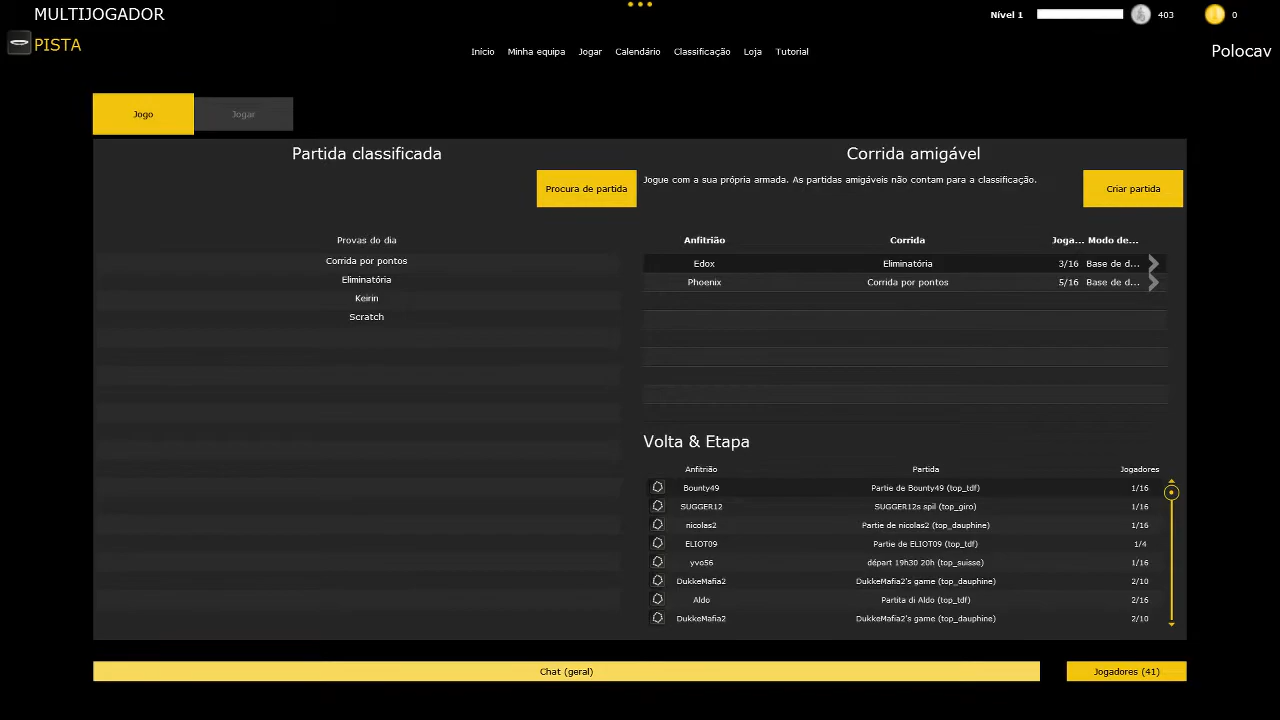 MULTIJOGADOR
Nível 1 403 0
PISTA
Início Minha equipa Jogar Calendário Classificação Loja Tutorial
Polocav
Jogo Jogar
Partida classificada
Procura de partida
Provas do dia
Corrida por pontos
Eliminatória
Keirin
Scratch
Corrida amigável
Jogue com a sua própria armada. As partidas amigáveis não contam para a classificação.
Criar partida
Anfitrião Corrida Joga... Modo de...
Edox Eliminatória 3/16 Base de d...
Phoenix Corrida por pontos 5/16 Base de d...
Volta & Etapa
Anfitrião Partida Jogadores
Bounty49 Partie de Bounty49 (top_tdf) 1/16
SUGGER12 SUGGER12s spil (top_giro) 1/16
nicolas2 Partie de nicolas2 (top_dauphine) 1/16
ELIOT09 Partie de ELIOT09 (top_tdf) 1/4
yvo56 départ 19h30 20h (top_suisse) 1/16
DukkeMafia2 DukkeMafia2's game (top_dauphine) 2/10
Aldo Partita di Aldo (top_tdf) 2/16
DukkeMafia2 DukkeMafia2's game (top_dauphine) 2/10
Chat (geral) Jogadores (41)